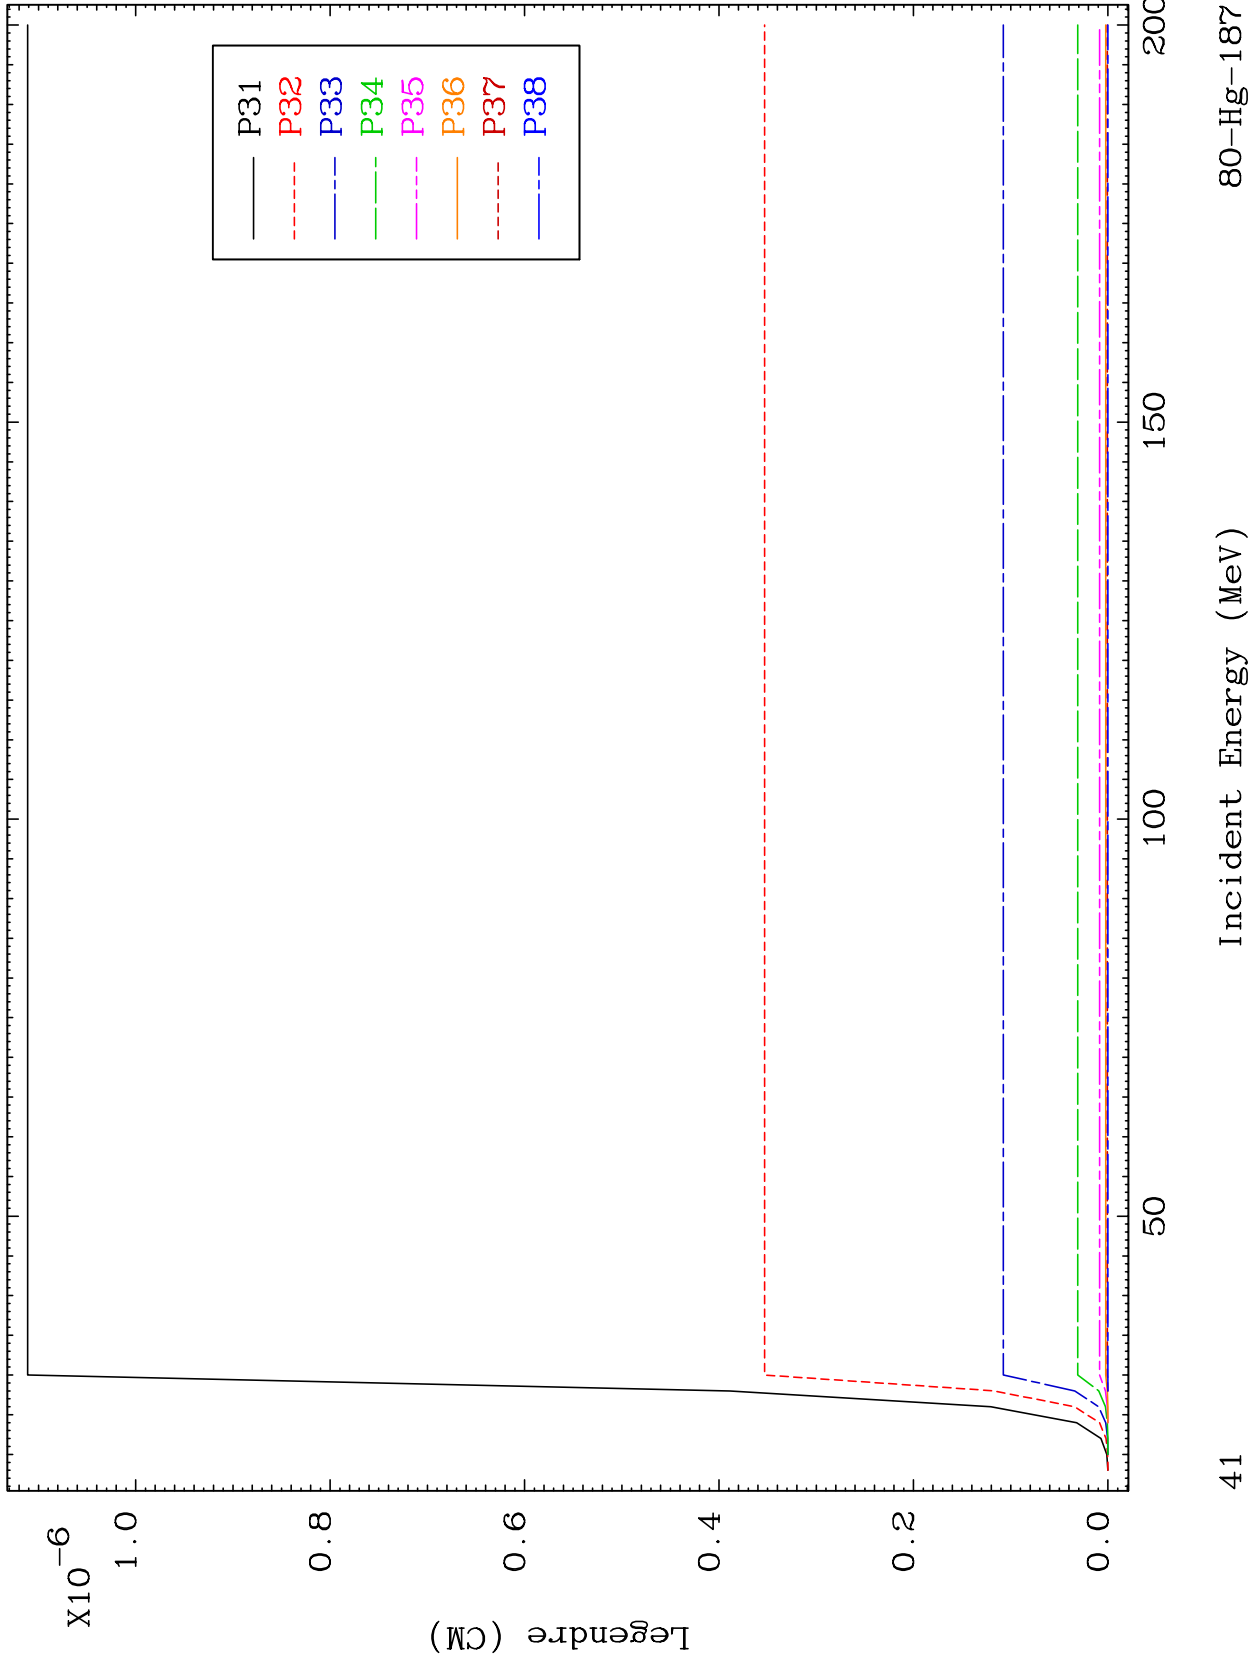 X10-6
1.0
0.8
0.6
0.4
0.2
0.0
Legendre (CM)
P31
P32
P33
P34
P35
P36
P37
P38
50
100
150
200
Incident Energy (MeV)
41
80-Hg-187